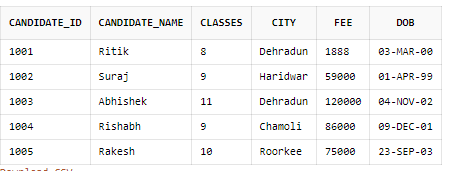 CANDIDATE_ID CANDIDATE_NAME CLASSES CITY FEE DOB
1001 Ritik 8 Dehradun 1888 03-MAR-00
1002 Suraj 9 Haridwar 59000 01-APR-99
1003 Abhishek 11 Dehradun 120000 04-NOV-02
1004 Rishabh 9 Chamoli 86000 09-DEC-01
1005 Rakesh 10 Roorkee 75000 23-SEP-03
Download CSV